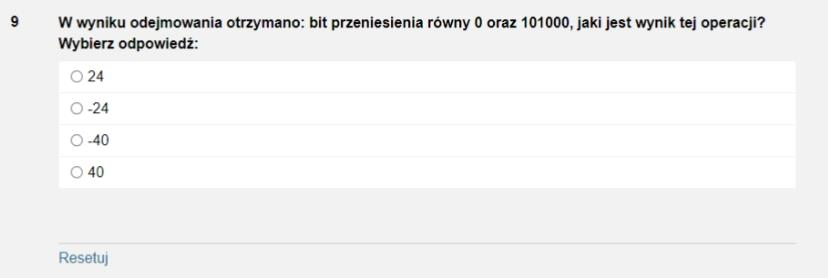 9 W wyniku odejmowania otrzymano: bit przeniesienia równy 0 oraz 101000, jaki jest wynik tej operacji?
Wybierz odpowiedź:
24
-24
-40
40
Resetuj